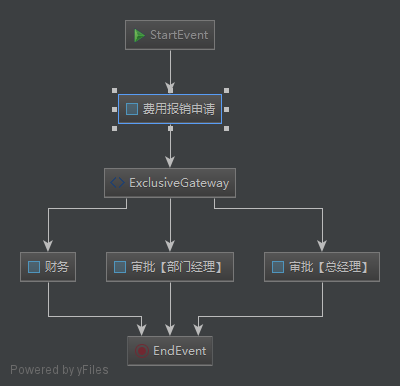 StartEvent
费用报销申请
ExclusiveGateway
财务
审批【部门经理】
审批【总经理】
EndEvent
Powered by yFiles